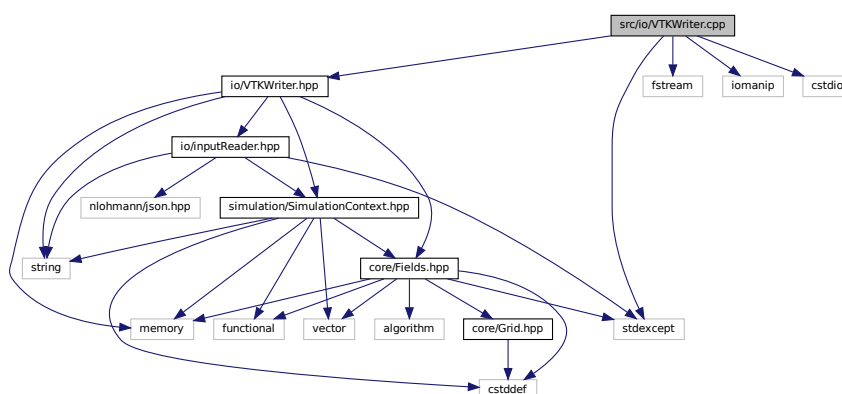 src/io/VTKWriter.cpp
io/VTKWriter.hpp
fstream
iomanip
cstdio
io/inputReader.hpp
nlohmann/json.hpp
simulation/SimulationContext.hpp
string
core/Fields.hpp
memory
functional
vector
algorithm
core/Grid.hpp
stdexcept
cstddef